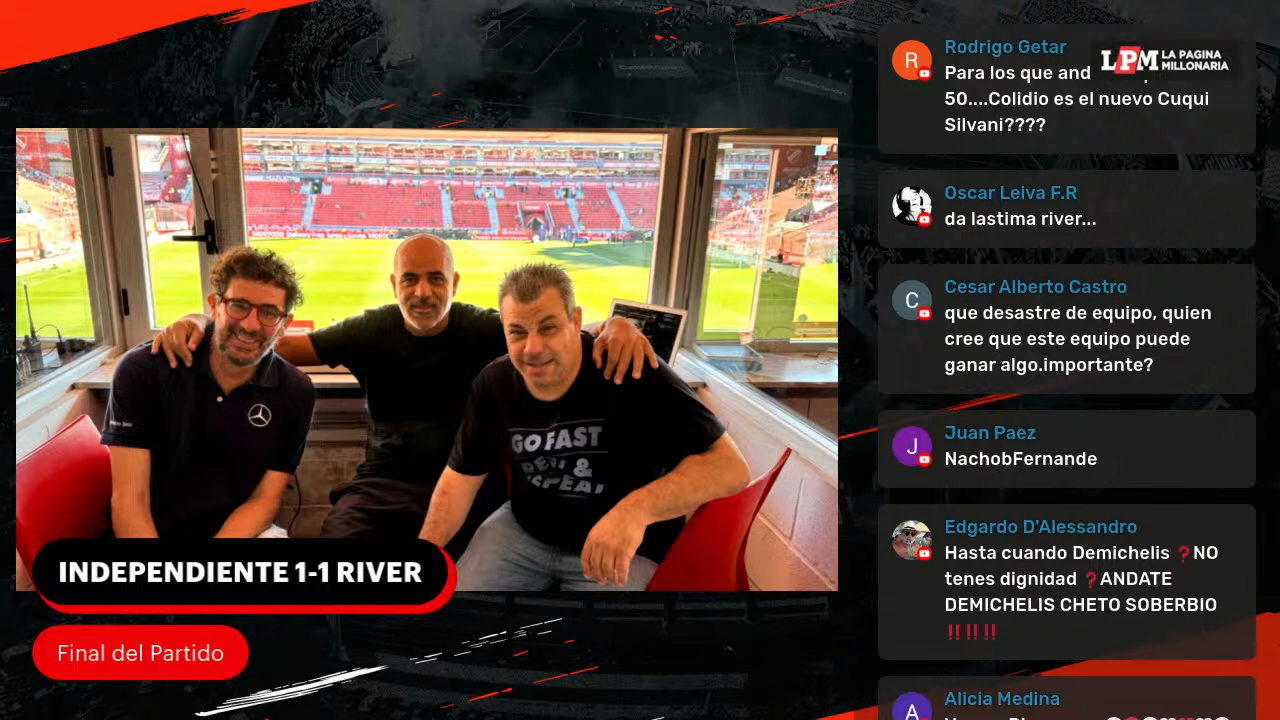 LPM LA PAGINA
MILLONARIA
GO FAST
& 
INDEPENDIENTE 1-1 RIVER
Final del Partido
R
Rodrigo Getar
Para los que and
50....Colidio es el nuevo Cuqui
Silvani????
Oscar Leiva F.R
da lastima river...
C
Cesar Alberto Castro
que desastre de equipo, quien
cree que este equipo puede
ganar algo.importante?
J
Juan Paez
NachobFernande
Edgardo D'Alessandro
Hasta cuando Demichelis ❓NO
tenes dignidad ❓ANDATE
DEMICHELIS CHETO SOBERBIO
‼️‼️‼️
A
Alicia Medina